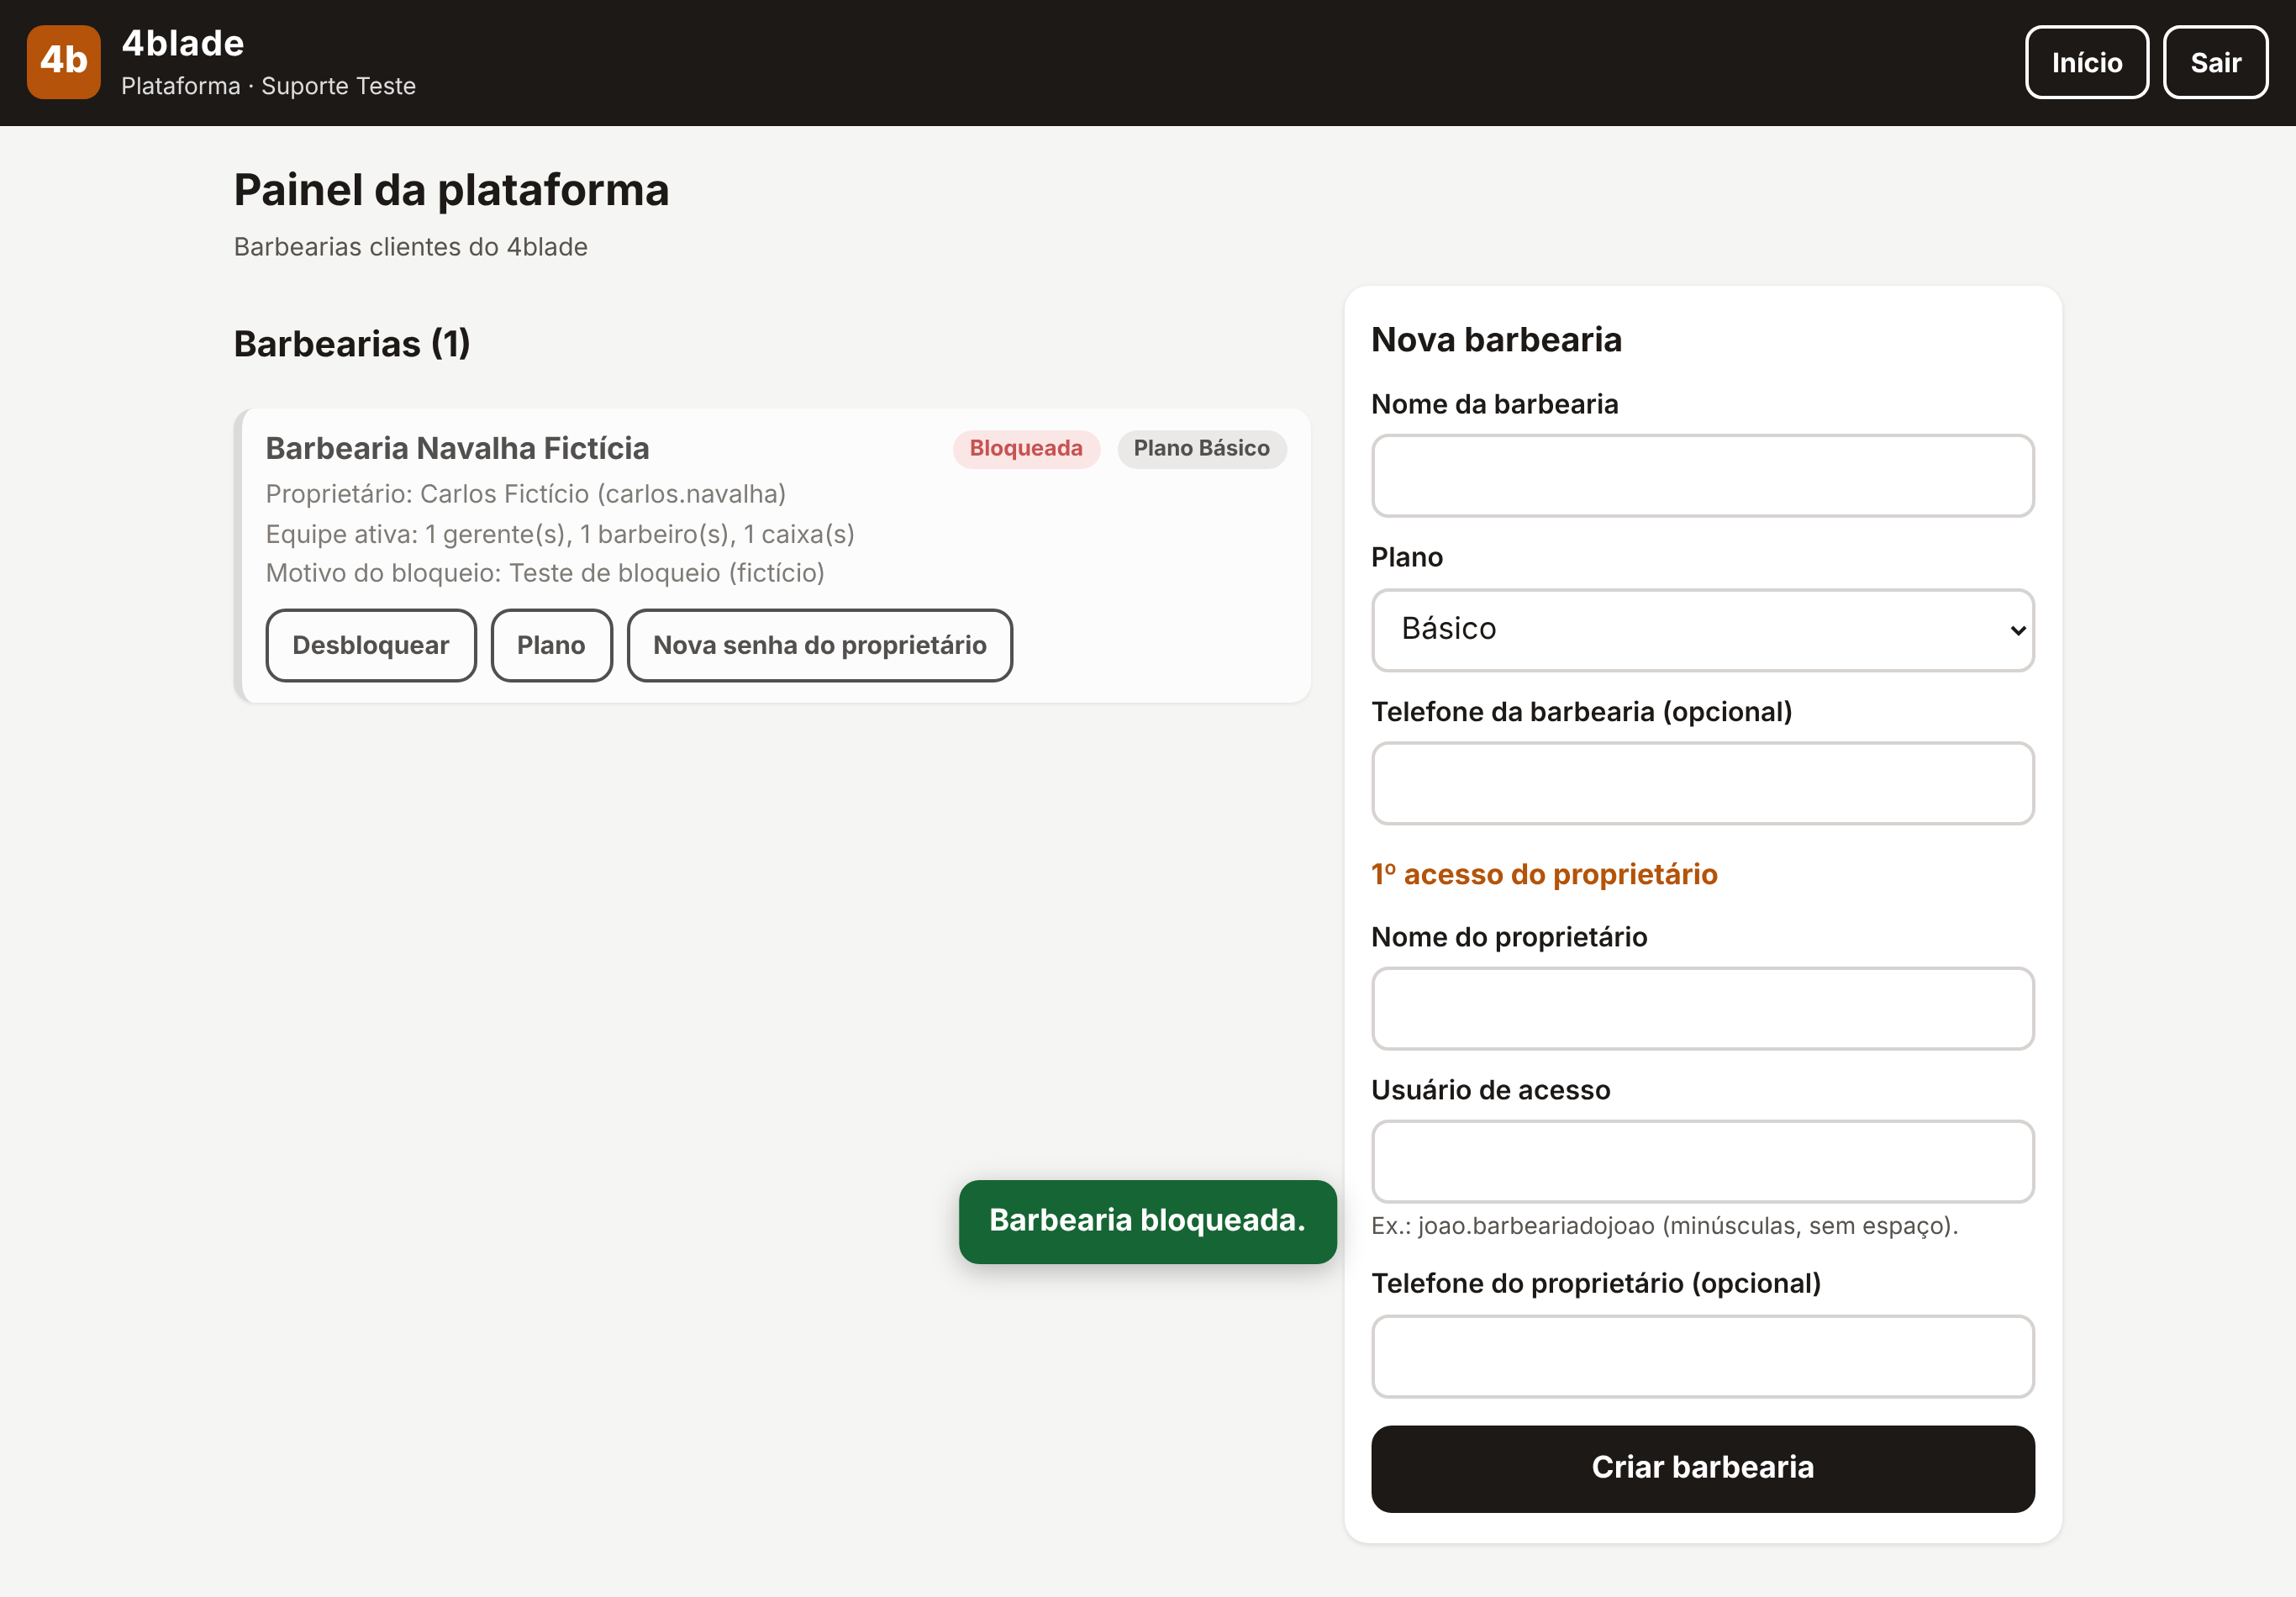 4b
4blade
Plataforma · Suporte Teste
Início
Sair
Painel da plataforma
Barbearias clientes do 4blade
Barbearias (1)
Barbearia Navalha Fictícia
Bloqueada
Plano Básico
Proprietário: Carlos Fictício (carlos.navalha)
Equipe ativa: 1 gerente(s), 1 barbeiro(s), 1 caixa(s)
Motivo do bloqueio: Teste de bloqueio (fictício)
Desbloquear
Plano
Nova senha do proprietário
Nova barbearia
Nome da barbearia
Plano
Básico
Telefone da barbearia (opcional)
1º acesso do proprietário
Nome do proprietário
Usuário de acesso
Ex.: joao.barbeariadojoao (minúsculas, sem espaço).
Telefone do proprietário (opcional)
Criar barbearia
Barbearia bloqueada.